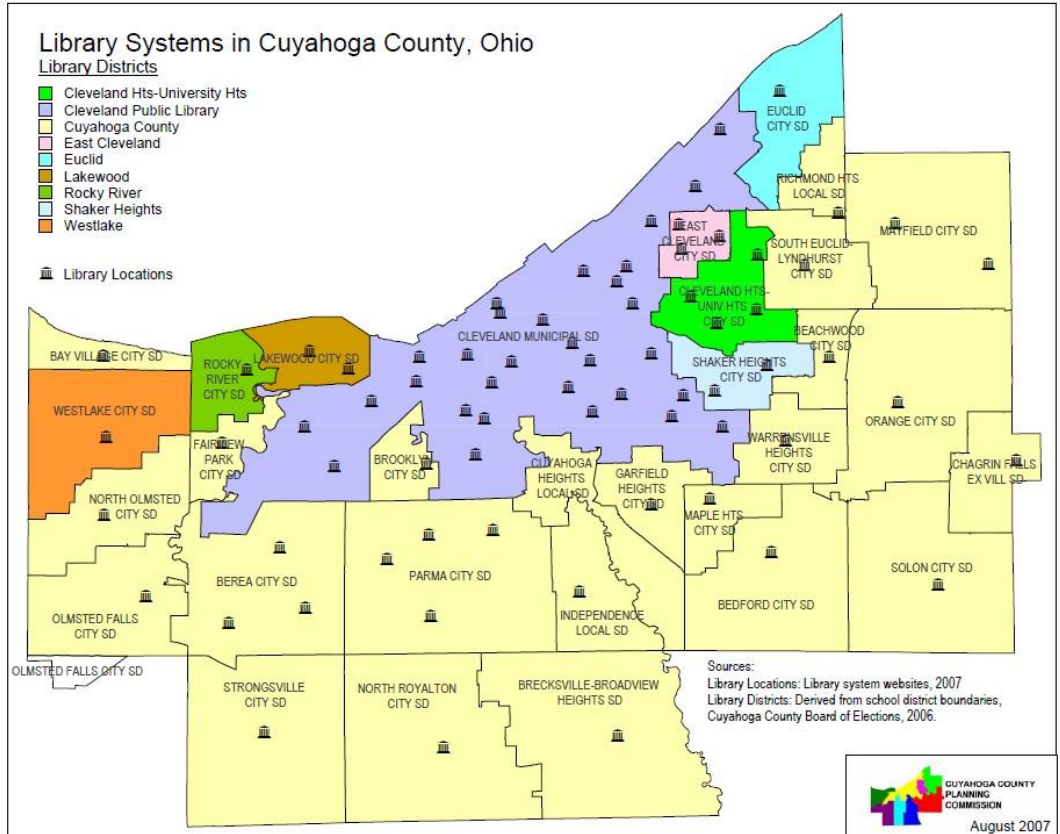 Library Systems in Cuyahoga County, Ohio
Library Districts
Cleveland Hts-University Hts
Cleveland Public Library
Cuyahoga County
East Cleveland
Euclid
Lakewood
Rocky River
Shaker Heights
Westlake
Library Locations
EUCLID
CITY SD
RICHMOND HTS
LOCAL SD
MAYFIELD CITY SD
EAST
CLEVELAND
CITY SD
SOUTH EUCLID-
LYNDHURST
CITY SD
CLEVELAND HTS-
UNIV HTS
CITY SD
CLEVELAND MUNICIPAL SD
BEACHWOOD
CITY SD
BAY VILLAGE CITY SD
ROCKY
RIVER
CITY SD
LAKEWOOD CITY SD
SHAKER HEIGHTS
CITY SD
WESTLAKE CITY SD
ORANGE CITY SD
FAIRVIEW
PARK
CITY SD
BROOKLYN
CITY SD
CUYAHOGA
HEIGHTS
LOCAL SD
GARFIELD
HEIGHTS
CITY SD
WARRENSVILLE
HEIGHTS
CITY SD
CHAGRIN FALLS
EX VILL SD
NORTH OLMSTED
CITY SD
MAPLE HTS
CITY SD
BEREA CITY SD
PARMA CITY SD
SOLON CITY SD
OLMSTED FALLS
CITY SD
INDEPENDENCE
LOCAL SD
BEDFORD CITY SD
OLMSTED FALLS CITY SD
STRONGSVILLE
CITY SD
NORTH ROYALTON
CITY SD
BRECKSVILLE-BROADVIEW
HEIGHTS SD
Sources:
Library Locations: Library system websites, 2007
Library Districts: Derived from school district boundaries,
Cuyahoga County Board of Elections, 2006.
CUYAHOGA COUNTY
PLANNING
COMMISSION
August 2007